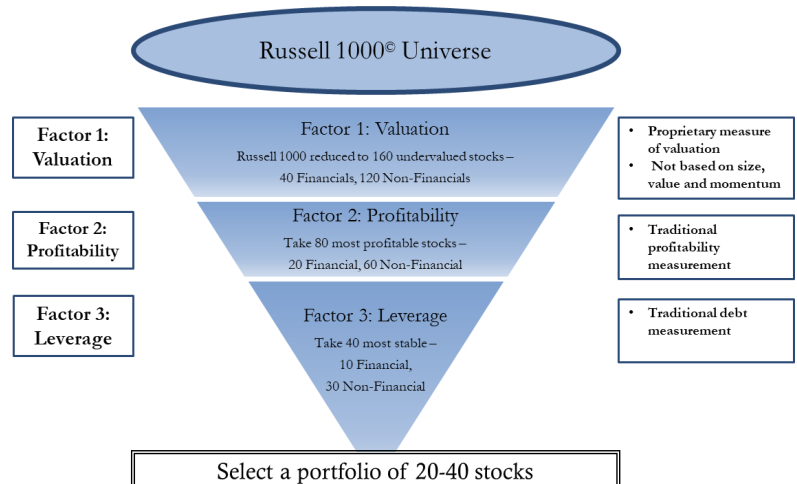 Russell 1000© Universe
Factor 1:
Valuation
Factor 1: Valuation
Russell 1000 reduced to 160 undervalued stocks –
40 Financials, 120 Non-Financials
• Proprietary measure
of valuation
• Not based on size,
value and momentum
Factor 2:
Profitability
Factor 2: Profitability
Take 80 most profitable stocks –
20 Financial, 60 Non-Financial
• Traditional
profitability
measurement
Factor 3:
Leverage
Factor 3: Leverage
Take 40 most stable –
10 Financial,
30 Non-Financial
• Traditional debt
measurement
Select a portfolio of 20-40 stocks